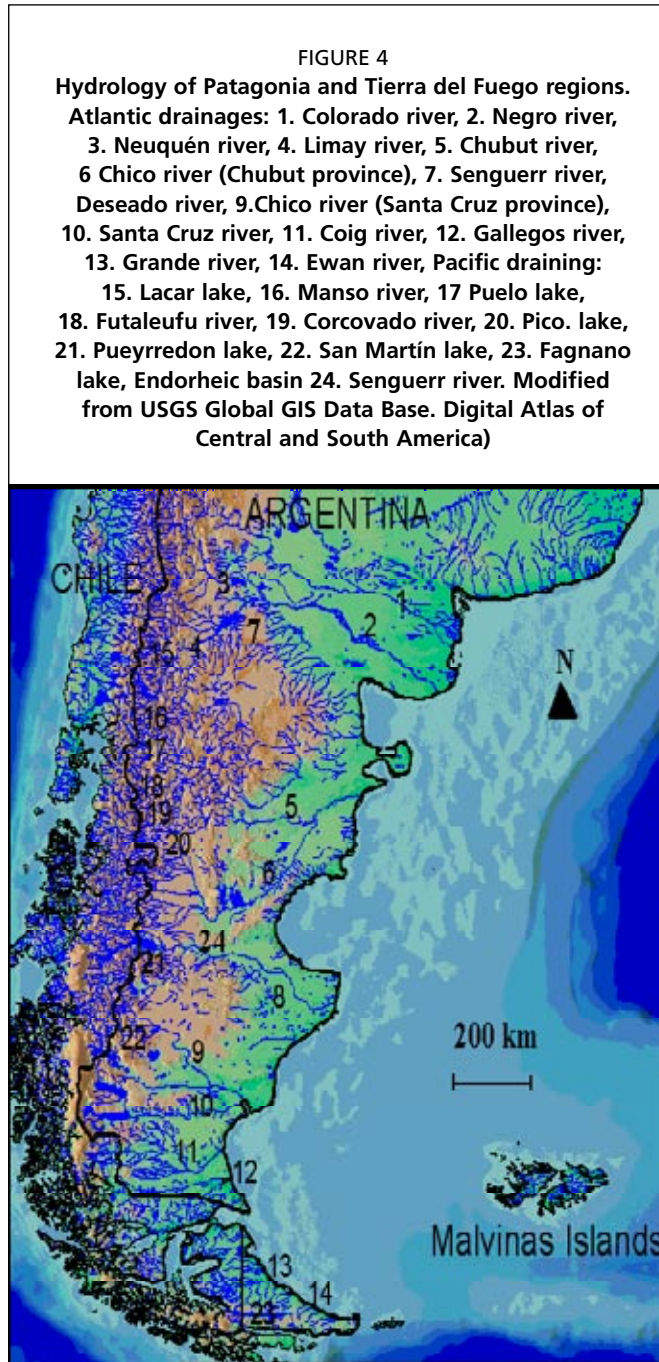 FIGURE 4
Hydrology of Patagonia and Tierra del Fuego regions.
Atlantic drainages: 1. Colorado river, 2. Negro river,
3. Neuquén river, 4. Limay river, 5. Chubut river,
6 Chico river (Chubut province), 7. Senguerr river,
Deseado river, 9.Chico river (Santa Cruz province),
10. Santa Cruz river, 11. Coig river, 12. Gallegos river,
13. Grande river, 14. Ewan river, Pacific draining:
15. Lacar lake, 16. Manso river, 17 Puelo lake,
18. Futaleufu river, 19. Corcovado river, 20. Pico. lake,
21. Pueyrredon lake, 22. San Martín lake, 23. Fagnano
lake, Endorheic basin 24. Senguerr river. Modified
from USGS Global GIS Data Base. Digital Atlas of
Central and South America)
ARGENTINA
CHILE
3
1
2
7
4
15
N
16
17
18
19
5
20
6
24
21
8
22
200 km
9
10
11
12
Malvinas Islands
13
14
23